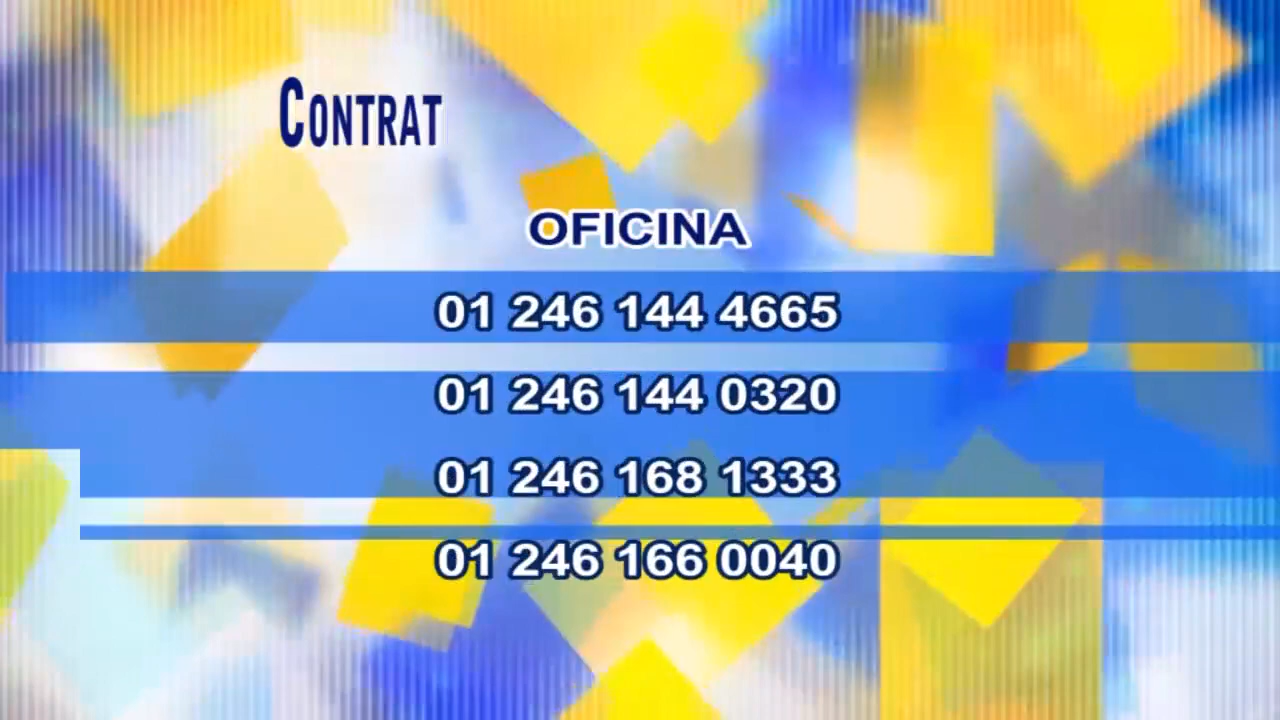 CONTRAT
OFICINA
01 246 144 4665
01 246 144 0320
01 246 168 1333
01 246 166 0040